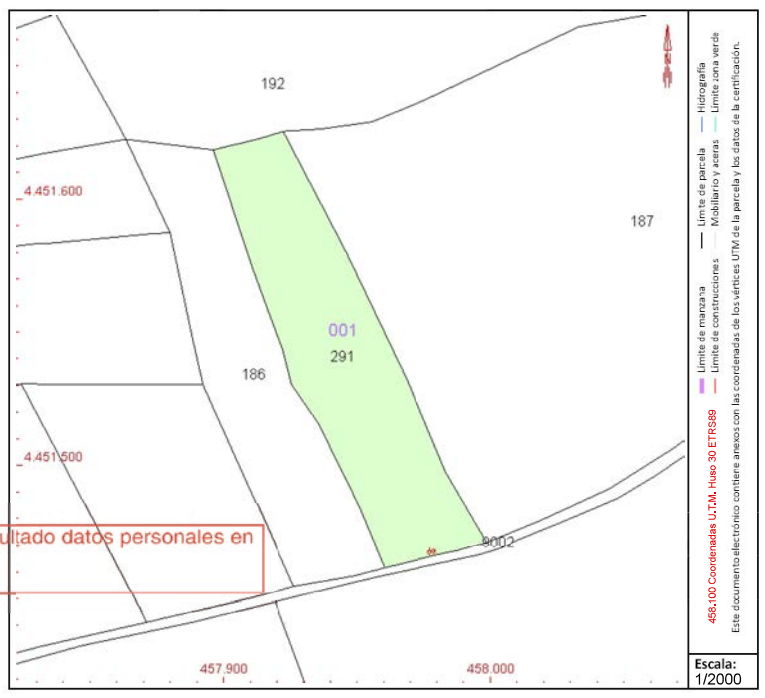 192
N
4.451.600
187
001
291
186
4.451.500
ultado datos personales en
9002
457.900
458.000
458.100 Coordenadas U.T.M. Huso 30 ETRS89
Límite de manzana
Límite de parcela
Hidrografía
Límite de construcciones
Mobiliario y aceras
Límite zona verde
Este documento electrónico contiene anexos con las coordenadas de los vértices UTM de la parcela y los datos de la certificación.
Escala:
1/2000